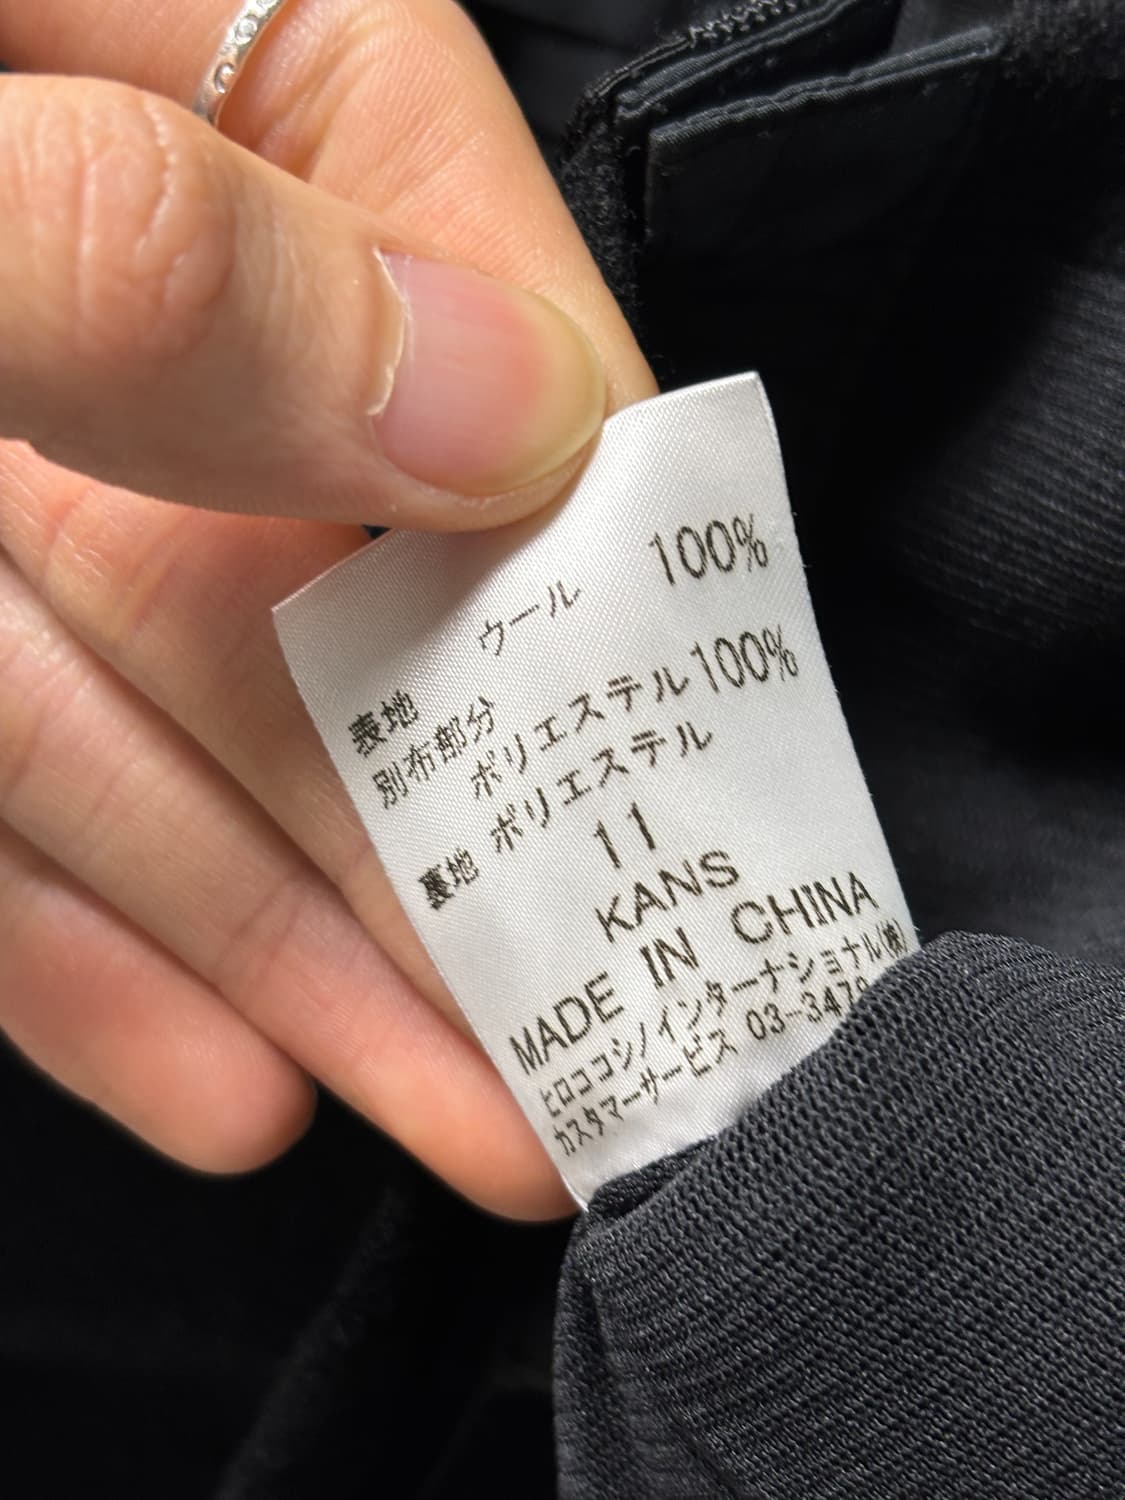 表地 ウール 100%
別布部分
ポリエステル100%
裏地 ポリエステル
11
KANS
MADE IN CHINA
ヒロココシノインターナショナル(株)
カスタマーサービス 03-3479